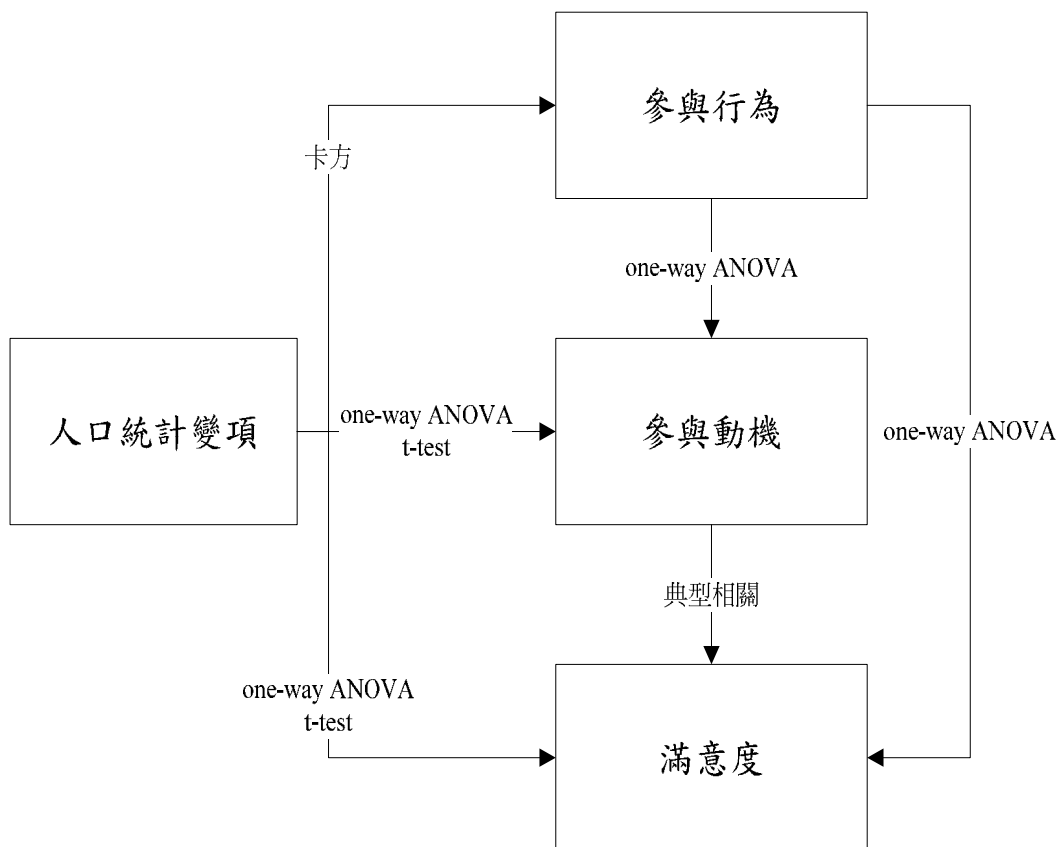 參與行為
卡方
one-way ANOVA
人口統計變項
one-way ANOVA
t-test
參與動機
one-way ANOVA
典型相關
one-way ANOVA
t-test
滿意度